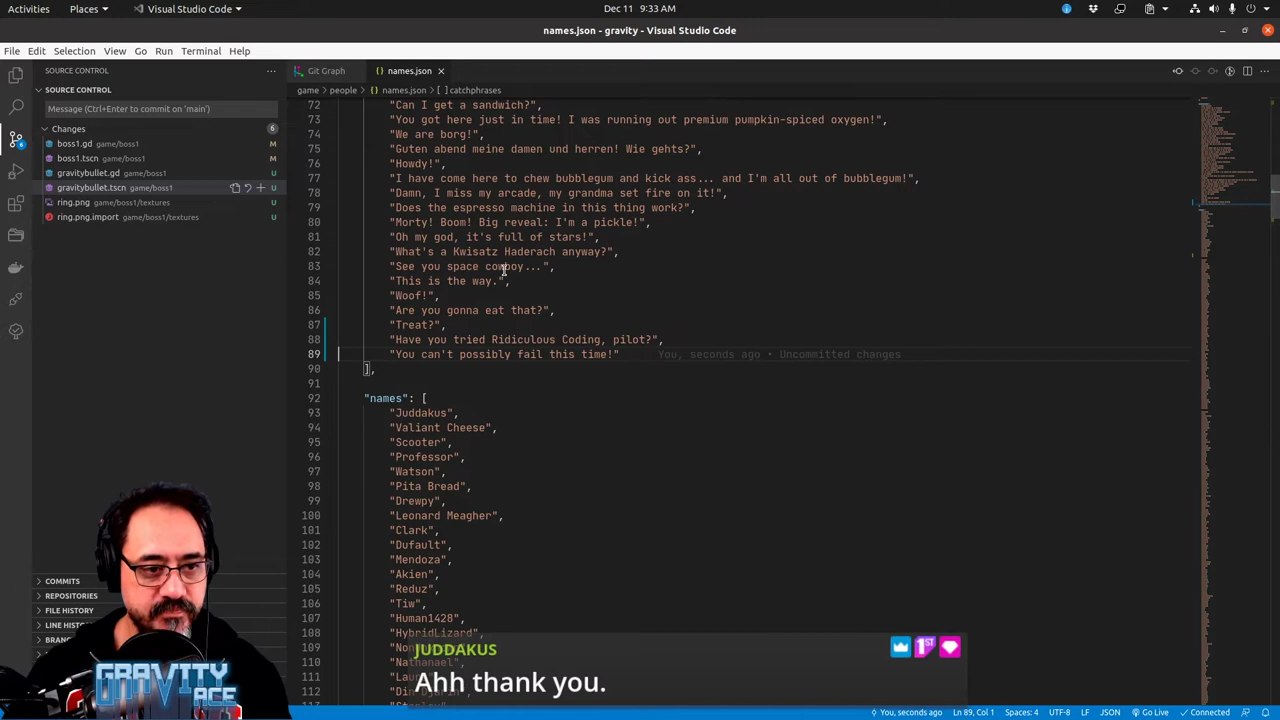 Activities
Places
Visual Studio Code
Dec 11 9:33 AM
names.json - gravity - Visual Studio Code
File Edit Selection View Go Run Terminal Help
SOURCE CONTROL
Git Graph
names.json
SOURCE CONTROL
game > people > names.json > [ ] catchphrases
Message (Ctrl+Enter to commit on 'main')
Changes 6
boss1.gd game/boss1 M
boss1.tscn game/boss1 M
gravitybullet.gd game/boss1 U
gravitybullet.tscn game/boss1 U
ring.png game/boss1/textures U
ring.png.import game/boss1/textures U
COMMITS
REPOSITORIES
FILE HISTORY
72 "Can I get a sandwich?",
73 "You got here just in time! I was running out premium pumpkin-spiced oxygen!",
74 "We are borg!",
75 "Guten abend meine damen und herren! Wie gehts?",
76 "Howdy!",
77 "I have come here to chew bubblegum and kick ass... and I'm all out of bubblegum!",
78 "Damn, I miss my arcade, my grandma set fire on it!",
79 "Does the espresso machine in this thing work?",
80 "Morty! Boom! Big reveal: I'm a pickle!",
81 "Oh my god, it's full of stars!",
82 "What's a Kwisatz Haderach anyway?",
83 "See you space cowboy...",
84 "This is the way.",
85 "Woof!",
86 "Are you gonna eat that?",
87 "Treat?",
88 "Have you tried Ridiculous Coding, pilot?",
89 "You can't possibly fail this time!" You, seconds ago • Uncommitted changes
90 ],
91
92 "names": [
93 "Juddakus",
94 "Valiant Cheese",
95 "Scooter",
96 "Professor",
97 "Watson",
98 "Pita Bread",
99 "Drewpy",
100 "Leonard Meagher",
101 "Clark",
102 "Dufault",
103 "Mendoza",
104 "Akien",
105 "Reduz",
106 "Tiw",
107 "Human1428",
108 "HybridLizard",
109
110
111
112
JUDDAKUS
1ST
Ahh thank you.
GRAVITY
ACE
You, seconds ago
Ln 89, Col 1
Spaces: 4
UTF-8
LF
JSON
Go Live
Connected